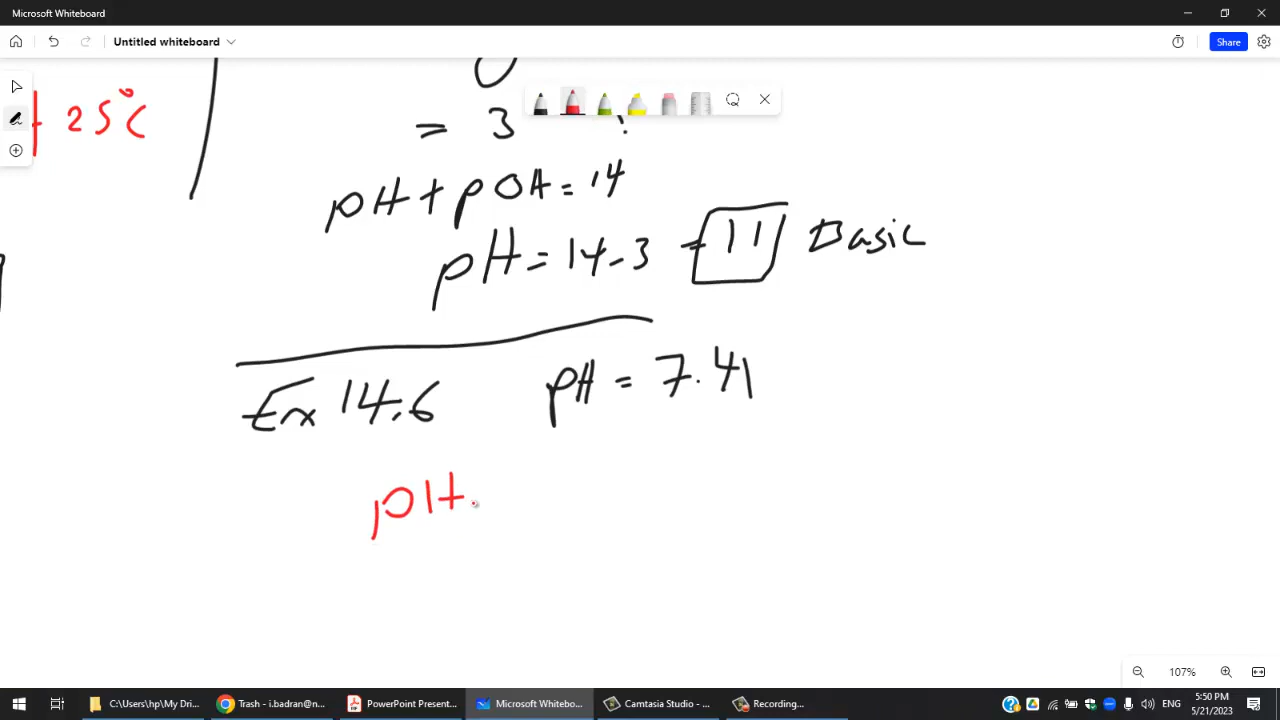 Microsoft Whiteboard
Untitled whiteboard
Share
25°C
= 3
pH + pOH = 14
pH = 14 - 3 = 11 Basic
Ex 14.6 pH = 7.41
pH
107%
C:\Users\hp\My Dri...
Trash - i.badran@n...
PowerPoint Present...
Microsoft Whiteboa...
Camtasia Studio - ...
Recording...
ENG
5:50 PM
5/21/2023